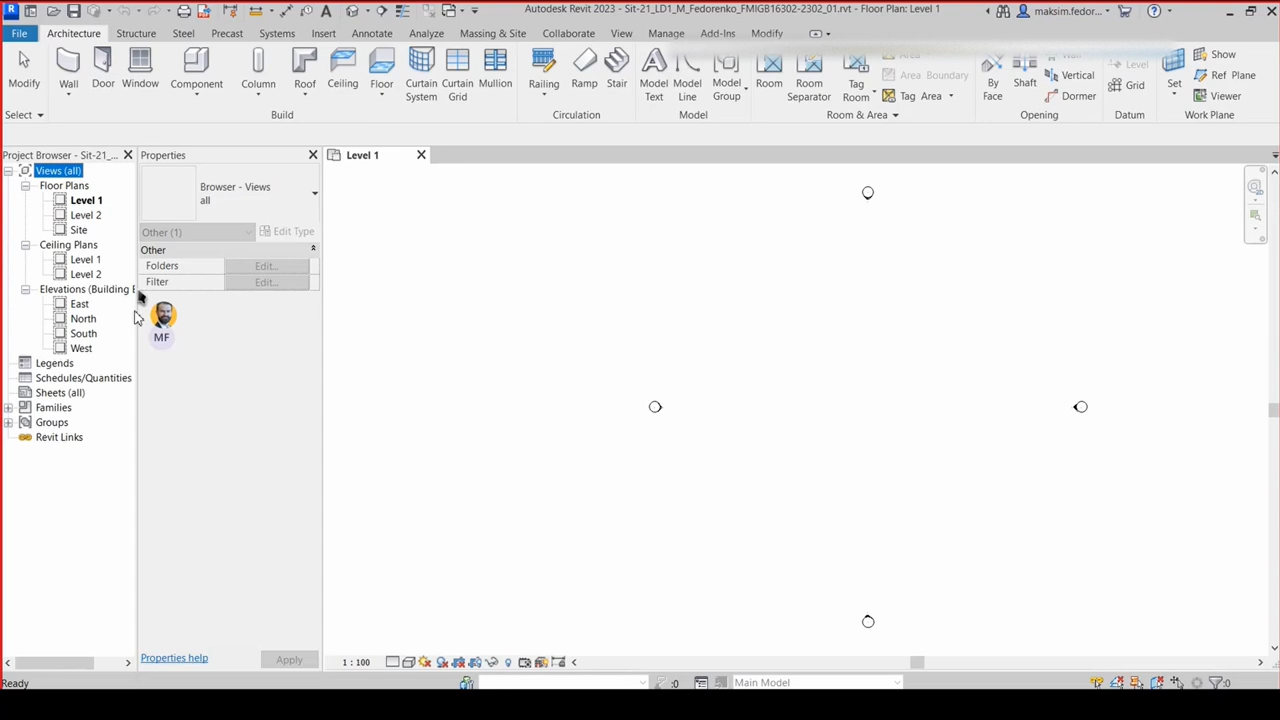 Autodesk Revit 2023 - Sit-21_LD1_M_Fedorenko_FMIGB16302-2302_01.rvt - Floor Plan: Level 1
maksim.fedor...
File Architecture Structure Steel Precast Systems Insert Annotate Analyze Massing & Site Collaborate View Manage Add-Ins Modify
Modify
Wall
Door
Window
Component
Column
Roof
Ceiling
Floor
Curtain System
Curtain Grid
Mullion
Railing
Ramp
Stair
Model Text
Model Line
Model Group
Room
Room Separator
Area Boundary
Tag Room
Tag Area
By Face
Shaft
Vertical
Dormer
Level
Grid
Set
Show
Ref Plane
Viewer
Select
Build
Circulation
Model
Room & Area
Opening
Datum
Work Plane
Project Browser - Sit-21_...
Views (all)
Floor Plans
Level 1
Level 2
Site
Ceiling Plans
Level 1
Level 2
Elevations (Building E
East
North
South
West
Legends
Schedules/Quantities
Sheets (all)
Families
Groups
Revit Links
Properties
Browser - Views
all
Other (1)
Edit Type
Other
Folders Edit...
Filter Edit...
MF
Properties help
Apply
Level 1
1 : 100
Ready
:0
Main Model
:0